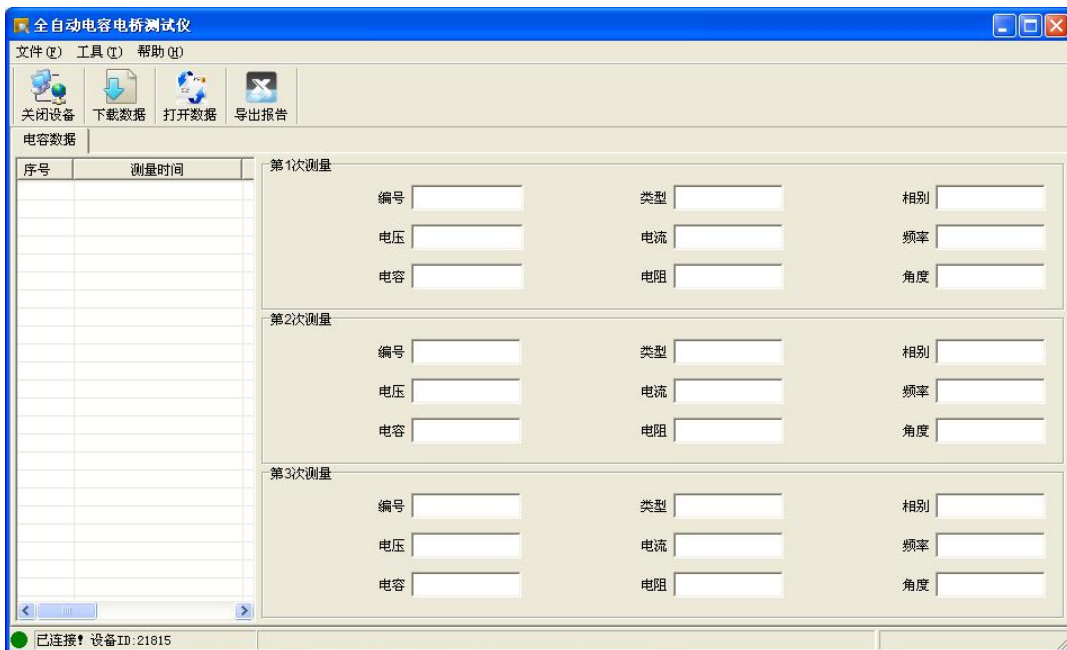 全自动电容电桥测试仪
文件(F) 工具(T) 帮助(H)
关闭设备 下载数据 打开数据 导出报告
电容数据
序号 测量时间
第1次测量
编号 类型 相别
电压 电流 频率
电容 电阻 角度
第2次测量
编号 类型 相别
电压 电流 频率
电容 电阻 角度
第3次测量
编号 类型 相别
电压 电流 频率
电容 电阻 角度
已连接! 设备ID:21815